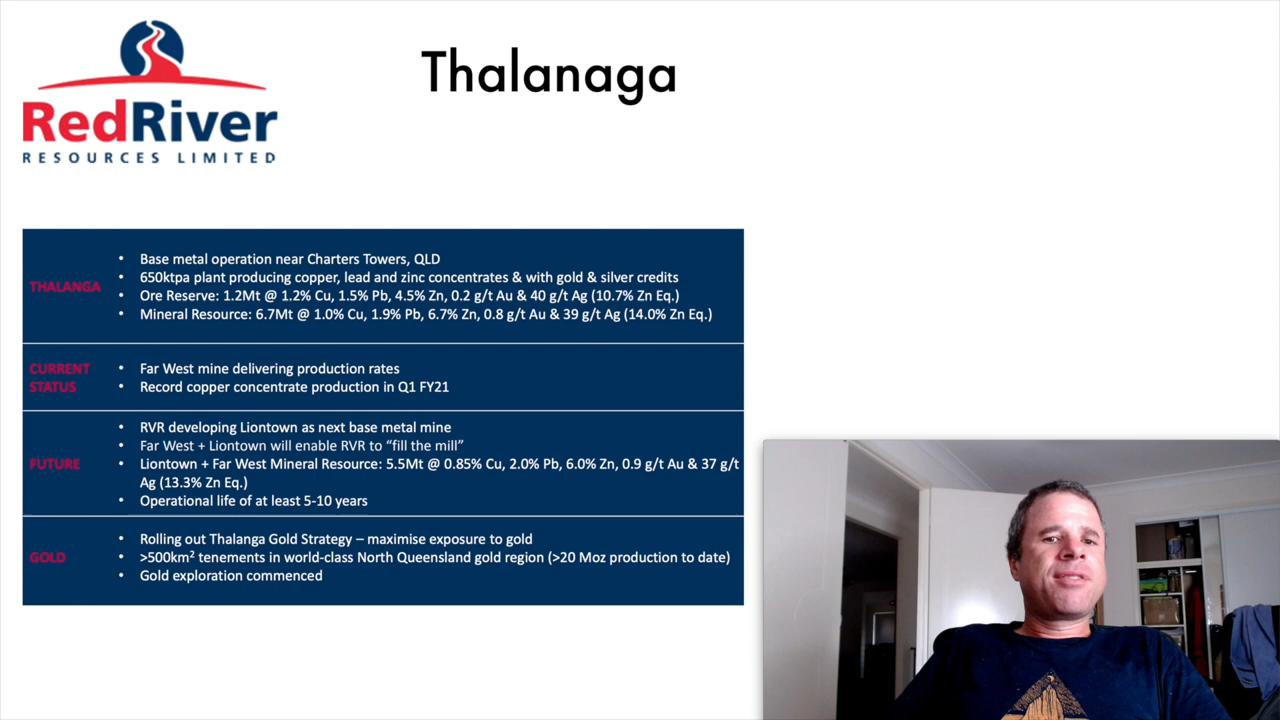 RedRiver
RESOURCES LIMITED
Thalanaga
THALANGA
• Base metal operation near Charters Towers, QLD
• 650ktpa plant producing copper, lead and zinc concentrates & with gold & silver credits
• Ore Reserve: 1.2Mt @ 1.2% Cu, 1.5% Pb, 4.5% Zn, 0.2 g/t Au & 40 g/t Ag (10.7% Zn Eq.)
• Mineral Resource: 6.7Mt @ 1.0% Cu, 1.9% Pb, 6.7% Zn, 0.8 g/t Au & 39 g/t Ag (14.0% Zn Eq.)
CURRENT
STATUS
• Far West mine delivering production rates
• Record copper concentrate production in Q1 FY21
FUTURE
• RVR developing Liontown as next base metal mine
• Far West + Liontown will enable RVR to “fill the mill”
• Liontown + Far West Mineral Resource: 5.5Mt @ 0.85% Cu, 2.0% Pb, 6.0% Zn, 0.9 g/t Au & 37 g/t
Ag (13.3% Zn Eq.)
• Operational life of at least 5-10 years
GOLD
• Rolling out Thalanga Gold Strategy – maximise exposure to gold
• >500km² tenements in world-class North Queensland gold region (>20 Moz production to date)
• Gold exploration commenced